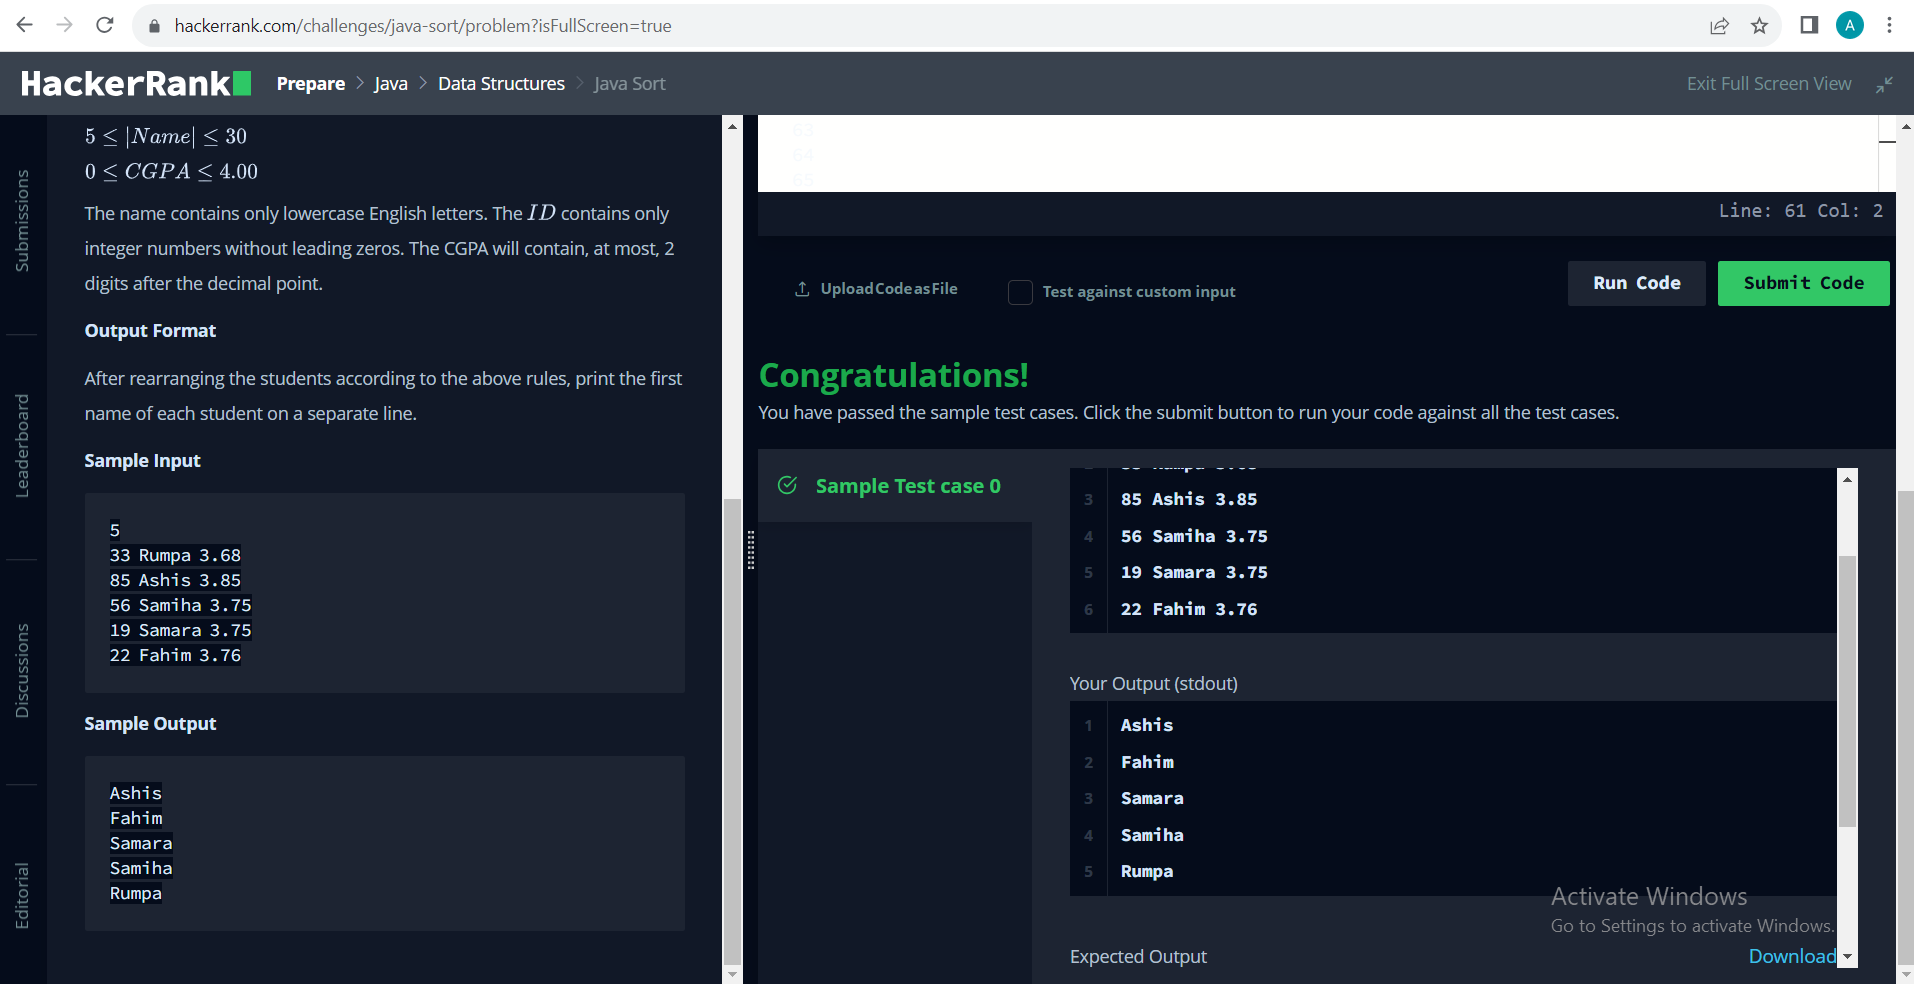 hackerrank.com/challenges/java-sort/problem?isFullScreen=true
A
HackerRank
Prepare > Java > Data Structures > Java Sort
Exit Full Screen View
Submissions
Leaderboard
Discussions
Editorial
5 ≤ |Name| ≤ 30
0 ≤ CGPA ≤ 4.00
The name contains only lowercase English letters. The ID contains only
integer numbers without leading zeros. The CGPA will contain, at most, 2
digits after the decimal point.
Output Format
After rearranging the students according to the above rules, print the first
name of each student on a separate line.
Sample Input
5
33 Rumpa 3.68
85 Ashis 3.85
56 Samiha 3.75
19 Samara 3.75
22 Fahim 3.76
Sample Output
Ashis
Fahim
Samara
Samiha
Rumpa
63
64
65
Line: 61 Col: 2
Upload Code as File
Test against custom input
Run Code
Submit Code
Congratulations!
You have passed the sample test cases. Click the submit button to run your code against all the test cases.
Sample Test case 0
3 85 Ashis 3.85
4 56 Samiha 3.75
5 19 Samara 3.75
6 22 Fahim 3.76
Your Output (stdout)
1 Ashis
2 Fahim
3 Samara
4 Samiha
5 Rumpa
Activate Windows
Go to Settings to activate Windows.
Expected Output
Download